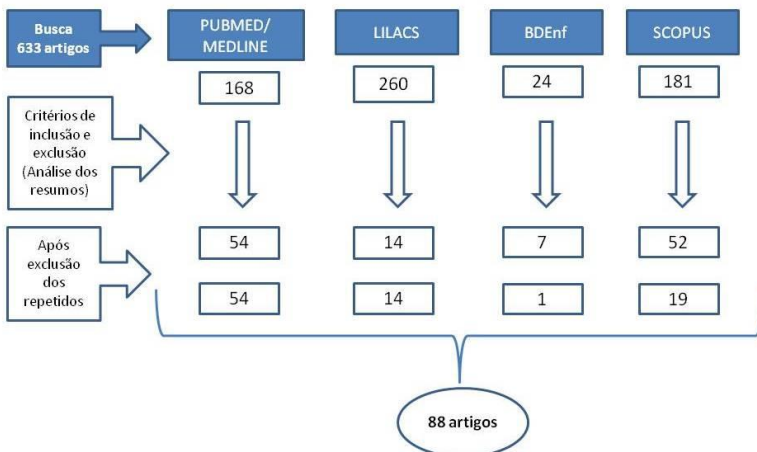 Busca
633 artigos
PUBMED/
MEDLINE
LILACS
BDEnf
SCOPUS
168
260
24
181
Critérios de
inclusão e
exclusão
(Análise dos
resumos)
54
14
7
52
Após
exclusão
dos
repetidos
54
14
1
19
88 artigos